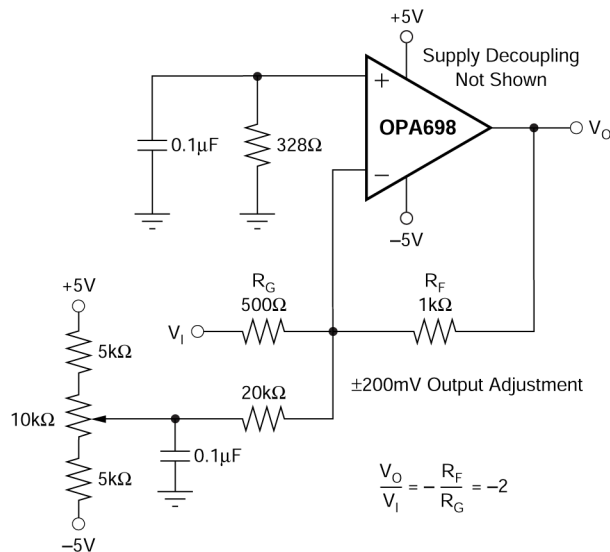 +5V
Supply Decoupling
Not Shown
+
OPA698
−
V_O
0.1µF
328Ω
−5V
R_G
500Ω
R_F
1kΩ
V_I
+5V
5kΩ
20kΩ
±200mV Output Adjustment
10kΩ
0.1µF
5kΩ
−5V
V_O / V_I = − R_F / R_G = −2